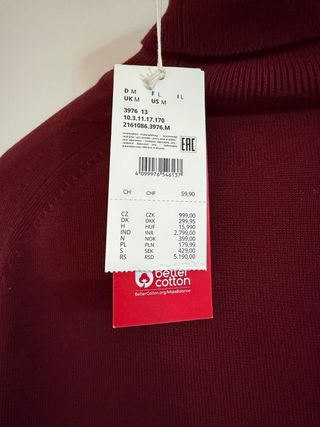 D M F L I L
UK M US M
3976 13
10.3.11.17.170
2161086.3976.M
EAC
4099976546137
CH CHF 59,90
CZ CZK 999,00
DK DKK 299,95
H HUF 15,990
IND INR 2.799,00
N NOK 399,00
PL PLN 179,99
S SEK 429,00
RS RSD 5.190,00
better
cotton
BetterCotton.org/MassBalance